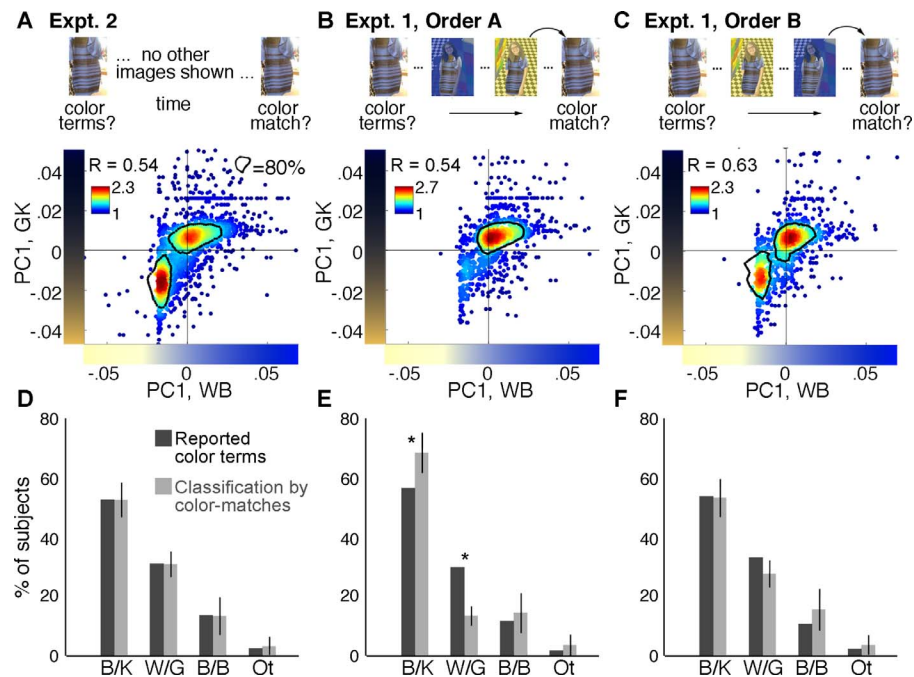 A Expt. 2
... no other
images shown ...
color
terms?
time
color
match?
B Expt. 1, Order A
...
...
...
color
terms?
color
match?
C Expt. 1, Order B
...
...
...
color
terms?
color
match?
R = 0.54
=80%
2.3
1
PC1, GK
.04
.02
0
-.02
-.04
-.05
0
.05
PC1, WB
R = 0.54
2.7
1
PC1, GK
.04
.02
0
-.02
-.04
-.05
0
.05
PC1, WB
R = 0.63
2.3
1
PC1, GK
.04
.02
0
-.02
-.04
-.05
0
.05
PC1, WB
D
% of subjects
80
60
40
20
0
Reported
color terms
Classification by
color-matches
B/K W/G B/B Ot
E
80
60
40
20
0
*
*
B/K W/G B/B Ot
F
80
60
40
20
0
B/K W/G B/B Ot